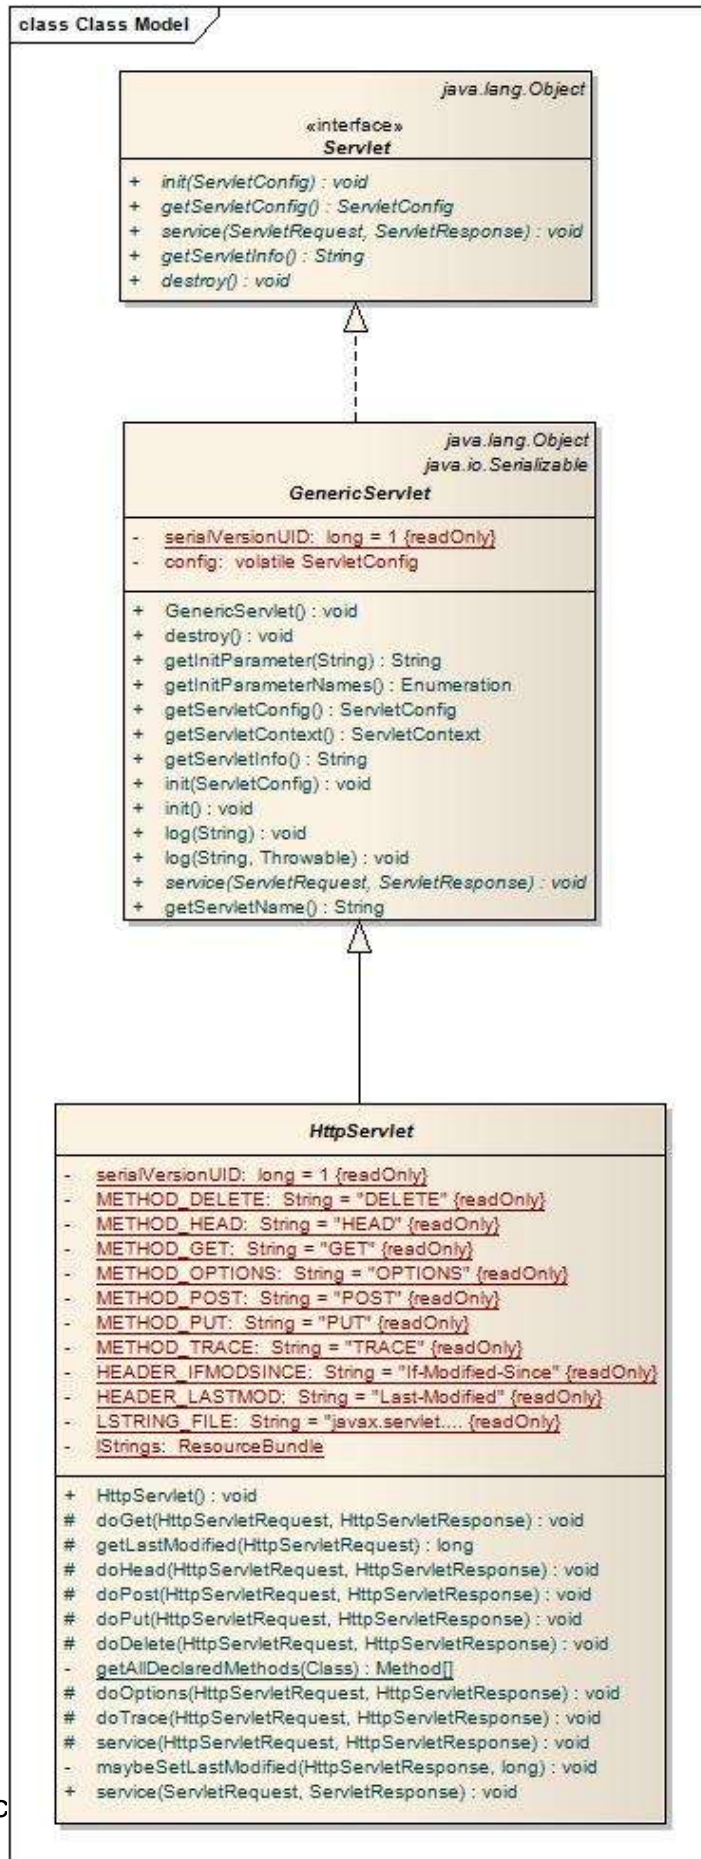 class Class Model
java.lang.Object
«interface»
Servlet
+ init(ServletConfig) : void
+ getServletConfig() : ServletConfig
+ service(ServletRequest, ServletResponse) : void
+ getServletInfo() : String
+ destroy() : void
java.lang.Object
java.io.Serializable
GenericServlet
- serialVersionUID: long = 1 {readOnly}
- config: volatile ServletConfig
+ GenericServlet() : void
+ destroy() : void
+ getInitParameter(String) : String
+ getInitParameterNames() : Enumeration
+ getServletConfig() : ServletConfig
+ getServletContext() : ServletContext
+ getServletInfo() : String
+ init(ServletConfig) : void
+ init() : void
+ log(String) : void
+ log(String, Throwable) : void
+ service(ServletRequest, ServletResponse) : void
+ getServletName() : String
HttpServlet
- serialVersionUID: long = 1 {readOnly}
- METHOD_DELETE: String = "DELETE" {readOnly}
- METHOD_HEAD: String = "HEAD" {readOnly}
- METHOD_GET: String = "GET" {readOnly}
- METHOD_OPTIONS: String = "OPTIONS" {readOnly}
- METHOD_POST: String = "POST" {readOnly}
- METHOD_PUT: String = "PUT" {readOnly}
- METHOD_TRACE: String = "TRACE" {readOnly}
- HEADER_IFMODSINCE: String = "If-Modified-Since" {readOnly}
- HEADER_LASTMOD: String = "Last-Modified" {readOnly}
- LSTRING_FILE: String = "javax.servlet.... {readOnly}
- lStrings: ResourceBundle
+ HttpServlet() : void
# doGet(HttpServletRequest, HttpServletResponse) : void
# getLastModified(HttpServletRequest) : long
# doHead(HttpServletRequest, HttpServletResponse) : void
# doPost(HttpServletRequest, HttpServletResponse) : void
# doPut(HttpServletRequest, HttpServletResponse) : void
# doDelete(HttpServletRequest, HttpServletResponse) : void
- getAllDeclaredMethods(Class) : Method[]
# doOptions(HttpServletRequest, HttpServletResponse) : void
# doTrace(HttpServletRequest, HttpServletResponse) : void
# service(HttpServletRequest, HttpServletResponse) : void
- maybeSetLastModified(HttpServletResponse, long) : void
+ service(ServletRequest, ServletResponse) : void